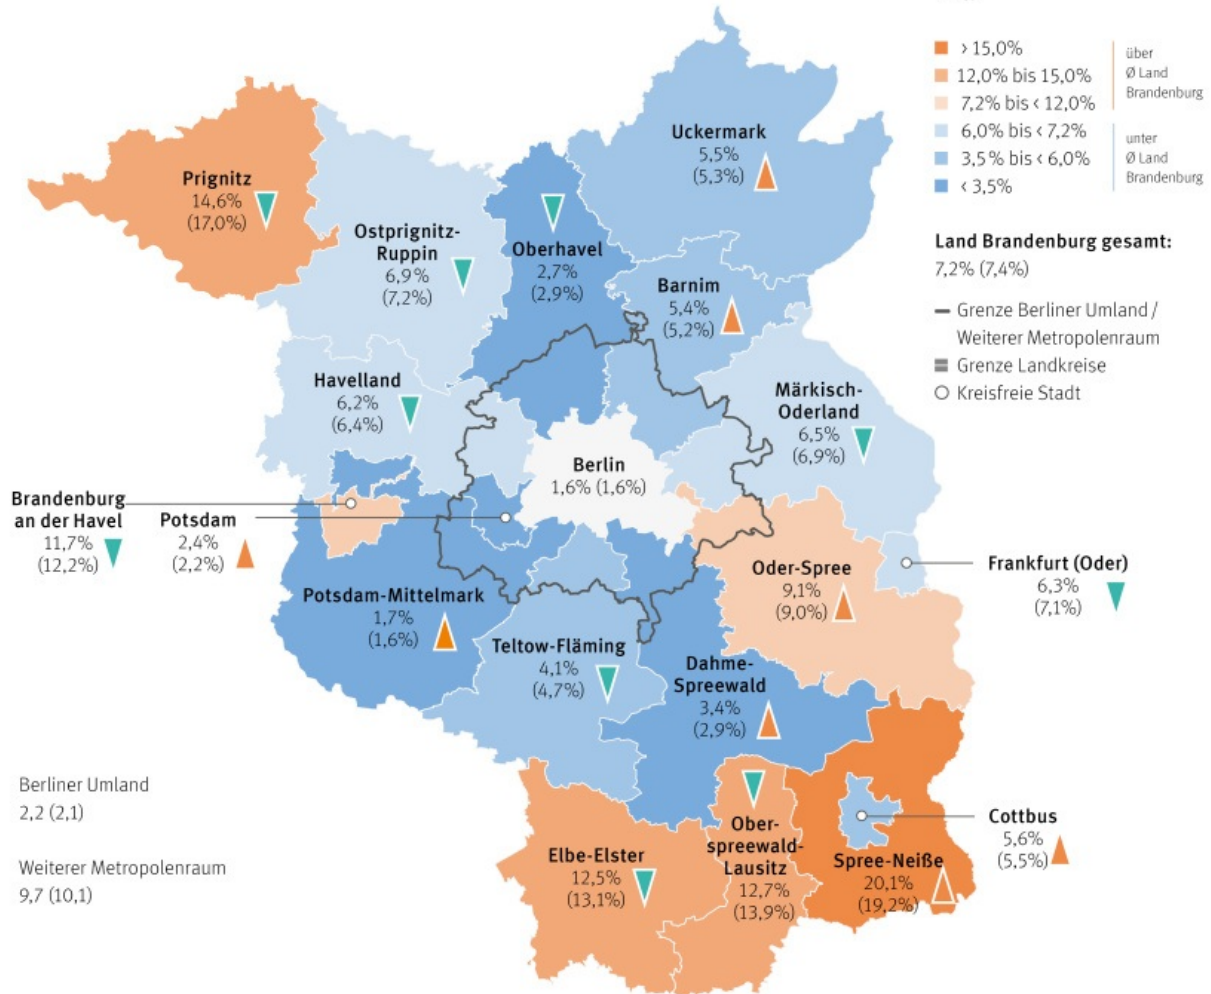 > 15,0%
12,0% bis 15,0%
7,2% bis < 12,0%
über
Ø Land
Brandenburg
6,0% bis < 7,2%
3,5% bis < 6,0%
< 3,5%
unter
Ø Land
Brandenburg
Land Brandenburg gesamt:
7,2% (7,4%)
Grenze Berliner Umland /
Weiterer Metropolenraum
Grenze Landkreise
Kreisfreie Stadt
Uckermark
5,5%
(5,3%)
Prignitz
14,6%
(17,0%)
Ostprignitz-
Ruppin
6,9%
(7,2%)
Oberhavel
2,7%
(2,9%)
Barnim
5,4%
(5,2%)
Havelland
6,2%
(6,4%)
Märkisch-
Oderland
6,5%
(6,9%)
Berlin
1,6% (1,6%)
Brandenburg
an der Havel
11,7%
(12,2%)
Potsdam
2,4%
(2,2%)
Frankfurt (Oder)
6,3%
(7,1%)
Oder-Spree
9,1%
(9,0%)
Potsdam-Mittelmark
1,7%
(1,6%)
Teltow-Fläming
4,1%
(4,7%)
Dahme-
Spreewald
3,4%
(2,9%)
Berliner Umland
2,2 (2,1)
Weiterer Metropolenraum
9,7 (10,1)
Elbe-Elster
12,5%
(13,1%)
Ober-
spreewald-
Lausitz
12,7%
(13,9%)
Spree-Neiße
20,1%
(19,2%)
Cottbus
5,6%
(5,5%)